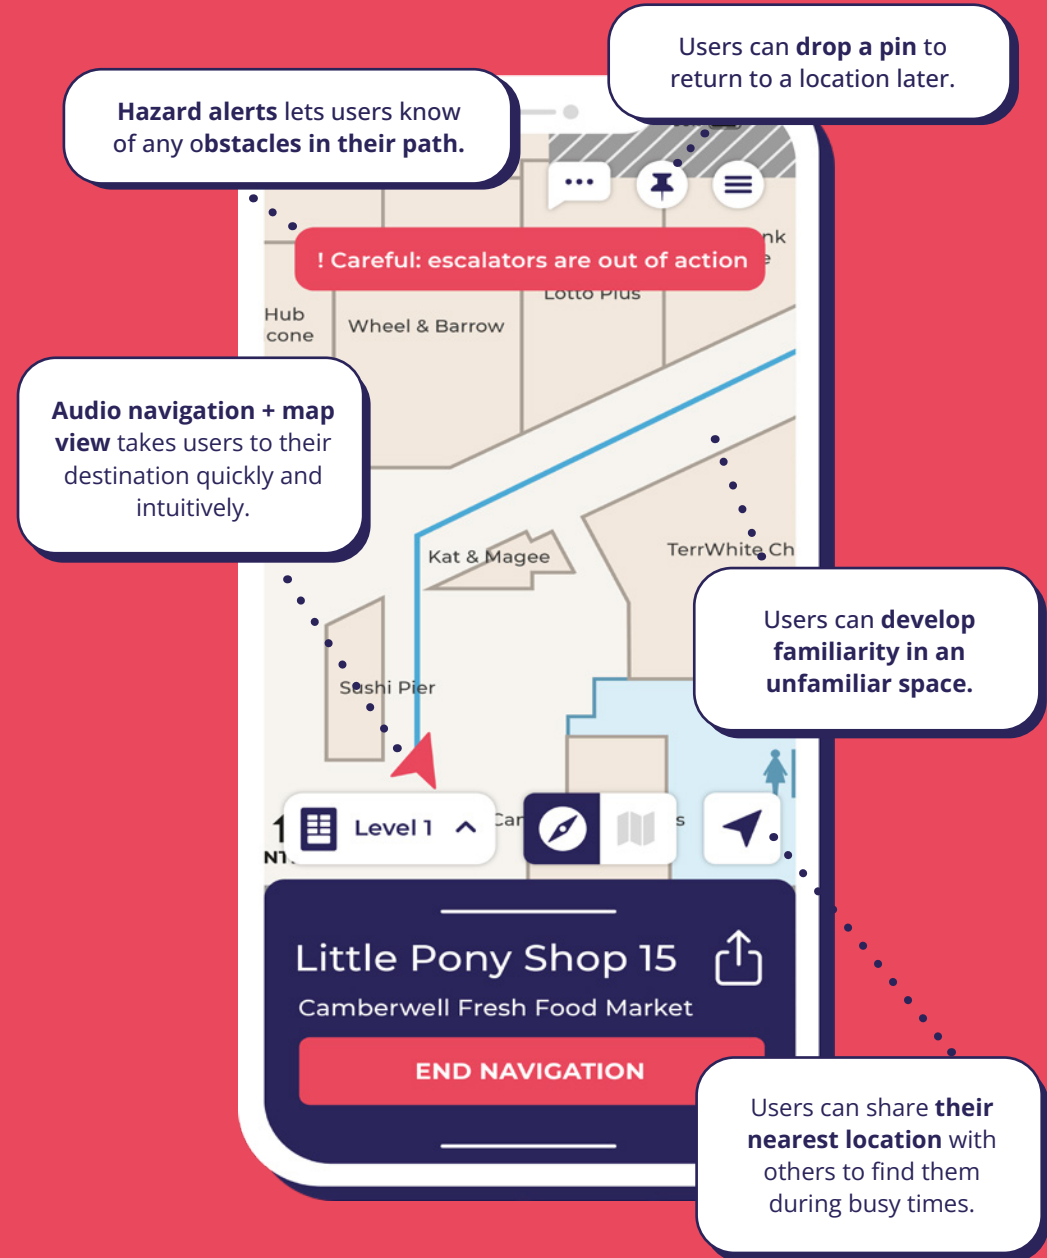 Users can drop a pin to
return to a location later.
Hazard alerts lets users know
of any obstacles in their path.
! Careful: escalators are out of action
Lotto Plus
Hub
cone
Wheel & Barrow
Audio navigation + map
view takes users to their
destination quickly and
intuitively.
Kat & Magee
TerrWhite Ch
Users can develop
familiarity in an
unfamiliar space.
Sushi Pier
Level 1
Little Pony Shop 15
Camberwell Fresh Food Market
END NAVIGATION
Users can share their
nearest location with
others to find them
during busy times.